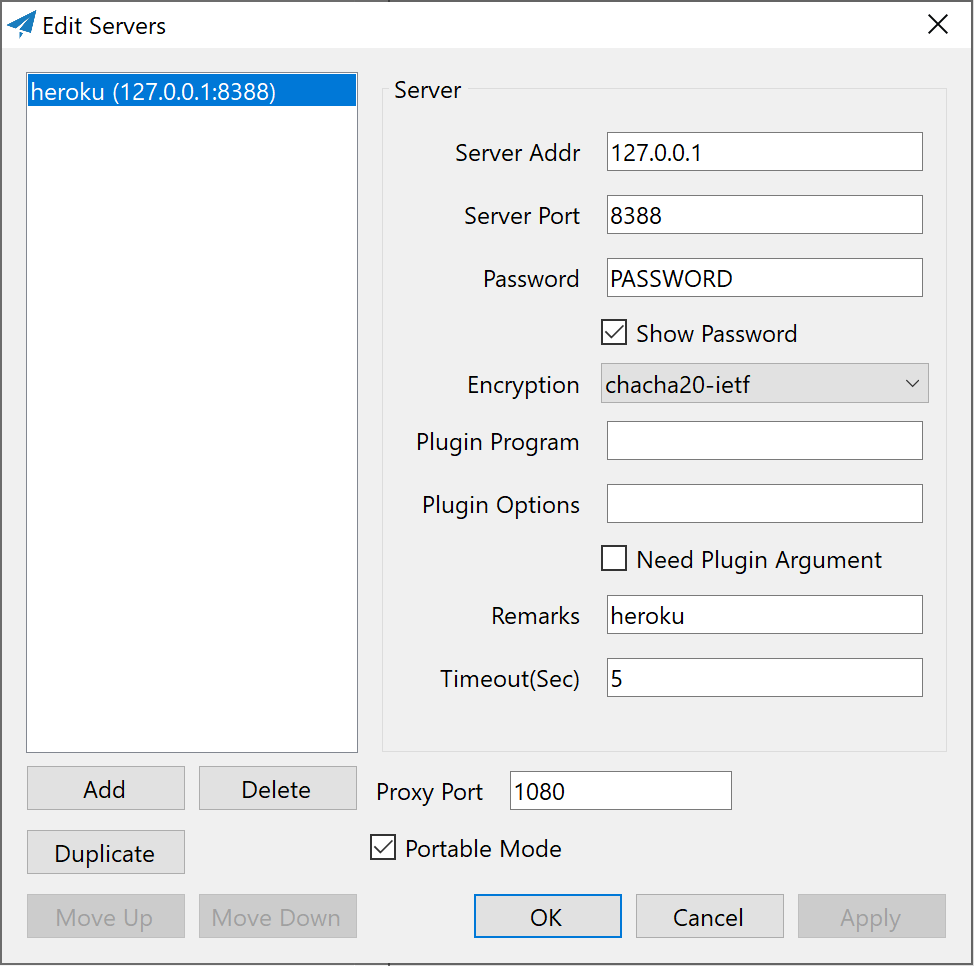 Edit Servers
heroku (127.0.0.1:8388)
Server
Server Addr 127.0.0.1
Server Port 8388
Password PASSWORD
Show Password
Encryption chacha20-ietf
Plugin Program
Plugin Options
Need Plugin Argument
Remarks heroku
Timeout(Sec) 5
Add Delete Proxy Port 1080
Duplicate Portable Mode
Move Up Move Down OK Cancel Apply